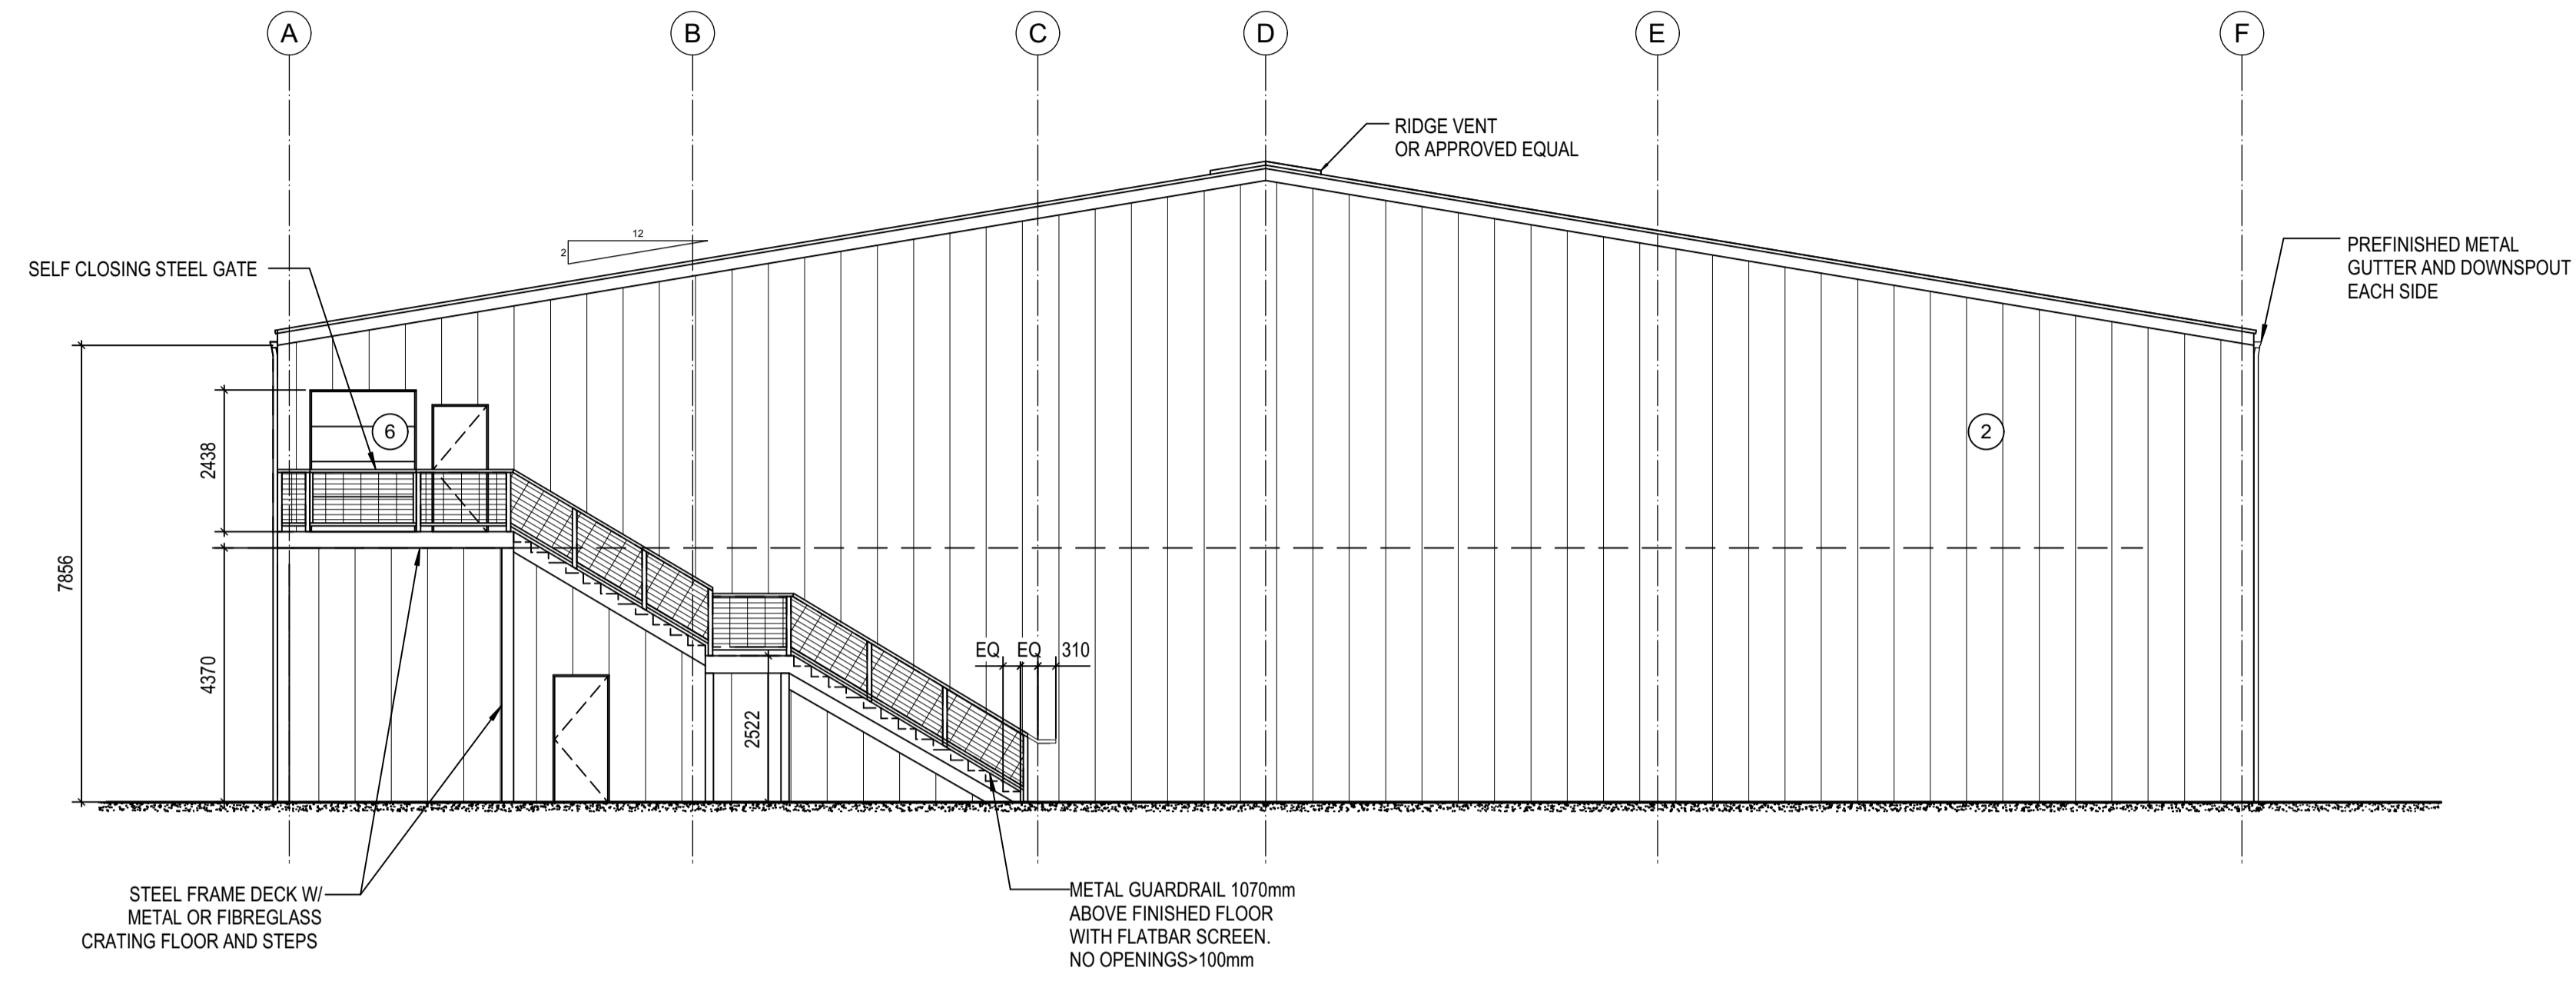 A
B
C
D
E
F
RIDGE VENT
OR APPROVED EQUAL
12
2
SELF CLOSING STEEL GATE
PREFINISHED METAL
GUTTER AND DOWNSPOUT
EACH SIDE
6
2
2438
7856
4370
2522
EQ EQ 310
STEEL FRAME DECK W/
METAL OR FIBREGLASS
CRATING FLOOR AND STEPS
METAL GUARDRAIL 1070mm
ABOVE FINISHED FLOOR
WITH FLATBAR SCREEN.
NO OPENINGS>100mm